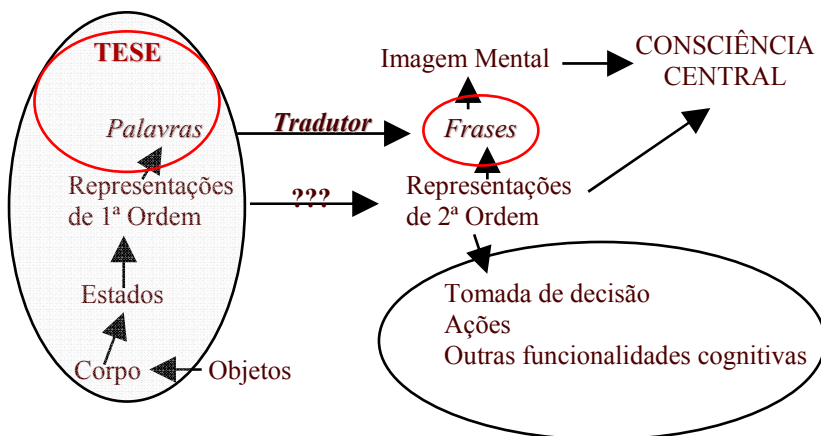 TESE
Imagem Mental
CONSCIÊNCIA
CENTRAL
Palavras
Tradutor
Frases
Representações
de 1ª Ordem
???
Representações
de 2ª Ordem
Estados
Tomada de decisão
Ações
Outras funcionalidades cognitivas
Corpo
Objetos